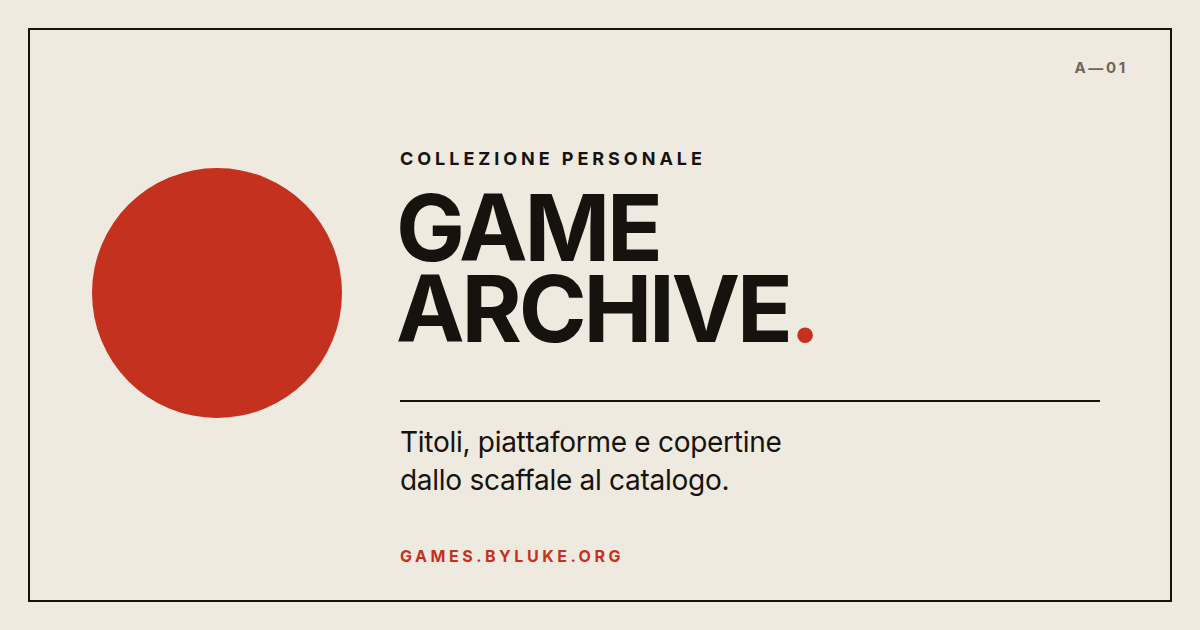 A—01
COLLEZIONE PERSONALE
GAME
ARCHIVE.
Titoli, piattaforme e copertine
dallo scaffale al catalogo.
GAMES.BYLUKE.ORG